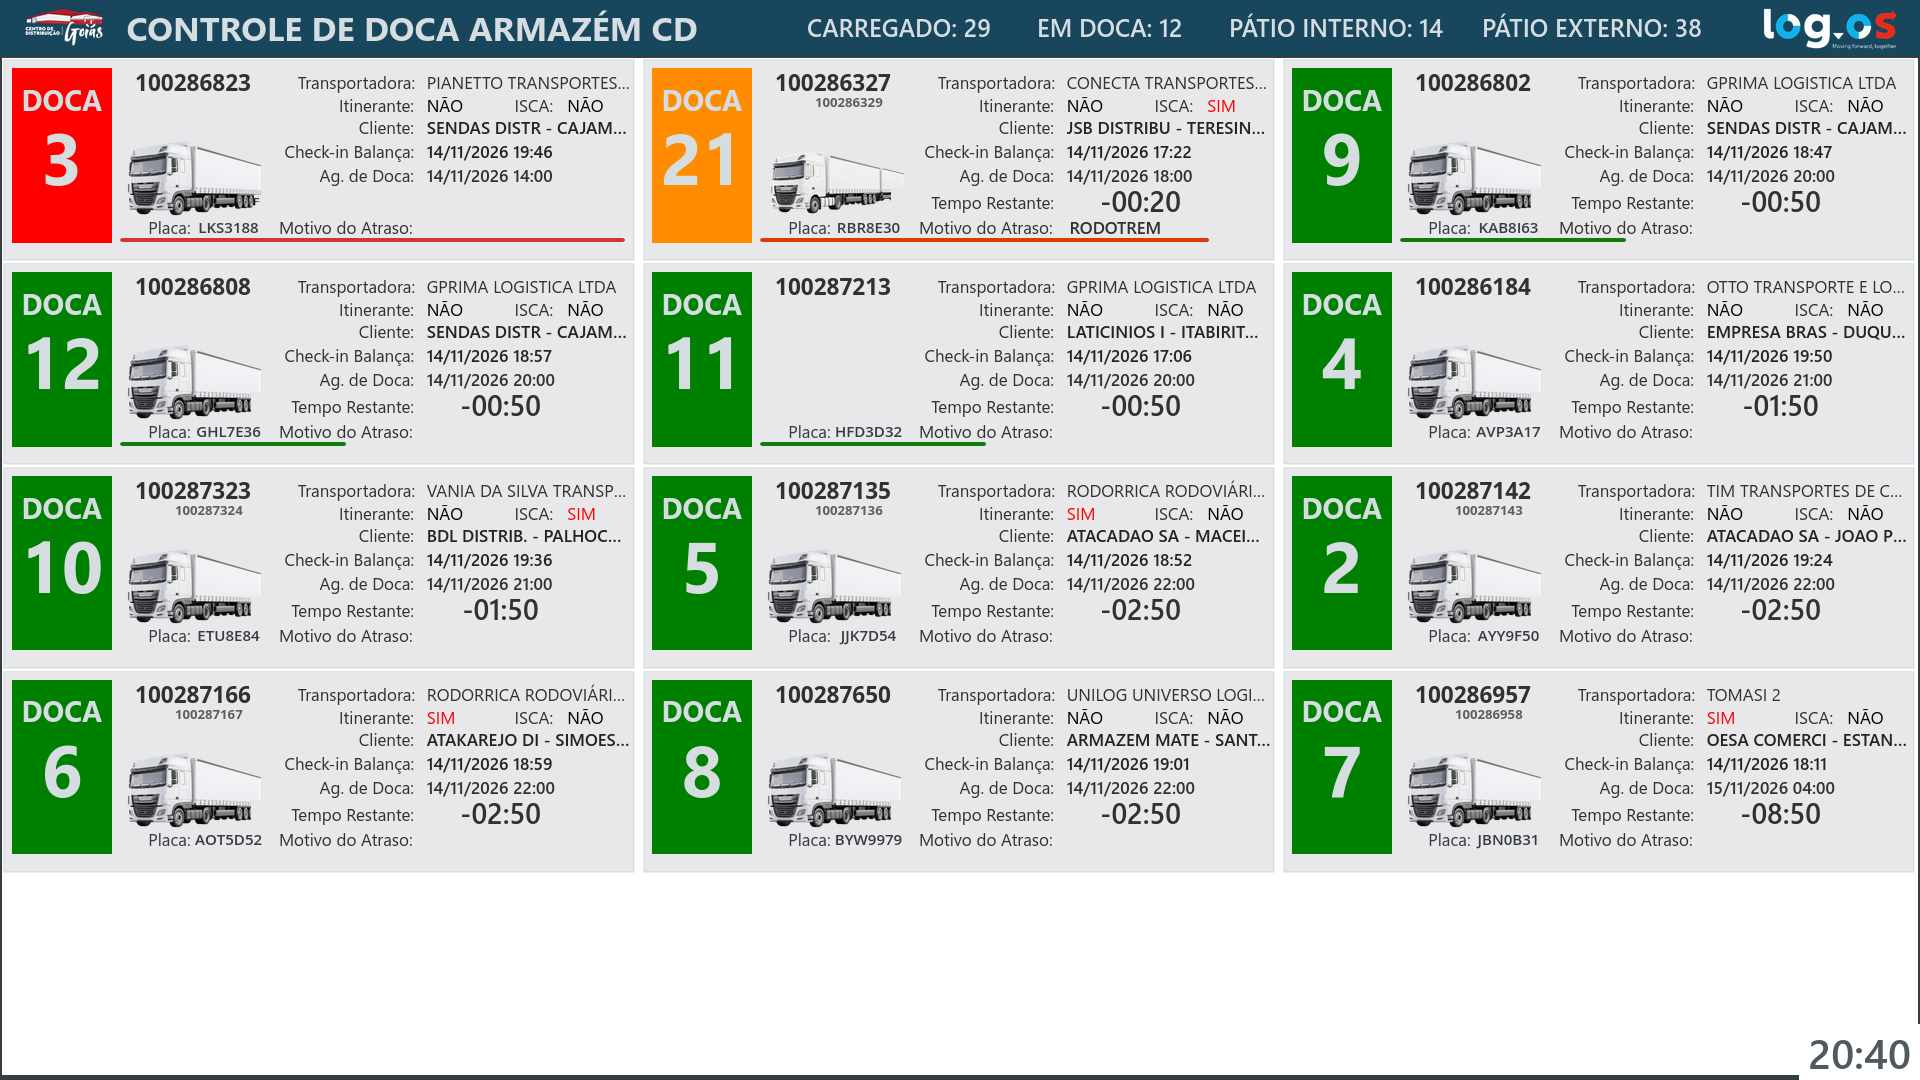 CENTRO DE
DISTRIBUIÇÃO
Goiás
CONTROLE DE DOCA ARMAZÉM CD
CARREGADO: 29
EM DOCA: 12
PÁTIO INTERNO: 14
PÁTIO EXTERNO: 38
log.os
Moving forward, together
DOCA
3
100286823
Transportadora: PIANETTO TRANSPORTES...
Itinerante: NÃO ISCA: NÃO
Cliente: SENDAS DISTR - CAJAM...
Check-in Balança: 14/11/2026 19:46
Ag. de Doca: 14/11/2026 14:00
Placa: LKS3188 Motivo do Atraso:
DOCA
21
100286327
100286329
Transportadora: CONECTA TRANSPORTES...
Itinerante: NÃO ISCA: SIM
Cliente: JSB DISTRIBU - TERESIN...
Check-in Balança: 14/11/2026 17:22
Ag. de Doca: 14/11/2026 18:00
Tempo Restante: -00:20
Placa: RBR8E30 Motivo do Atraso: RODOTREM
DOCA
9
100286802
Transportadora: GPRIMA LOGISTICA LTDA
Itinerante: NÃO ISCA: NÃO
Cliente: SENDAS DISTR - CAJAM...
Check-in Balança: 14/11/2026 18:47
Ag. de Doca: 14/11/2026 20:00
Tempo Restante: -00:50
Placa: KAB8I63 Motivo do Atraso:
DOCA
12
100286808
Transportadora: GPRIMA LOGISTICA LTDA
Itinerante: NÃO ISCA: NÃO
Cliente: SENDAS DISTR - CAJAM...
Check-in Balança: 14/11/2026 18:57
Ag. de Doca: 14/11/2026 20:00
Tempo Restante: -00:50
Placa: GHL7E36 Motivo do Atraso:
DOCA
11
100287213
Transportadora: GPRIMA LOGISTICA LTDA
Itinerante: NÃO ISCA: NÃO
Cliente: LATICINIOS I - ITABIRIT...
Check-in Balança: 14/11/2026 17:06
Ag. de Doca: 14/11/2026 20:00
Tempo Restante: -00:50
Placa: HFD3D32 Motivo do Atraso:
DOCA
4
100286184
Transportadora: OTTO TRANSPORTE E LO...
Itinerante: NÃO ISCA: NÃO
Cliente: EMPRESA BRAS - DUQU...
Check-in Balança: 14/11/2026 19:50
Ag. de Doca: 14/11/2026 21:00
Tempo Restante: -01:50
Placa: AVP3A17 Motivo do Atraso:
DOCA
10
100287323
100287324
Transportadora: VANIA DA SILVA TRANSP...
Itinerante: NÃO ISCA: SIM
Cliente: BDL DISTRIB. - PALHOC...
Check-in Balança: 14/11/2026 19:36
Ag. de Doca: 14/11/2026 21:00
Tempo Restante: -01:50
Placa: ETU8E84 Motivo do Atraso:
DOCA
5
100287135
100287136
Transportadora: RODORRICA RODOVIÁRI...
Itinerante: SIM ISCA: NÃO
Cliente: ATACADAO SA - MACEI...
Check-in Balança: 14/11/2026 18:52
Ag. de Doca: 14/11/2026 22:00
Tempo Restante: -02:50
Placa: JJK7D54 Motivo do Atraso:
DOCA
2
100287142
100287143
Transportadora: TIM TRANSPORTES DE C...
Itinerante: NÃO ISCA: NÃO
Cliente: ATACADAO SA - JOAO P...
Check-in Balança: 14/11/2026 19:24
Ag. de Doca: 14/11/2026 22:00
Tempo Restante: -02:50
Placa: AYY9F50 Motivo do Atraso:
DOCA
6
100287166
100287167
Transportadora: RODORRICA RODOVIÁRI...
Itinerante: SIM ISCA: NÃO
Cliente: ATAKAREJO DI - SIMOES...
Check-in Balança: 14/11/2026 18:59
Ag. de Doca: 14/11/2026 22:00
Tempo Restante: -02:50
Placa: AOT5D52 Motivo do Atraso:
DOCA
8
100287650
Transportadora: UNILOG UNIVERSO LOGI...
Itinerante: NÃO ISCA: NÃO
Cliente: ARMAZEM MATE - SANT...
Check-in Balança: 14/11/2026 19:01
Ag. de Doca: 14/11/2026 22:00
Tempo Restante: -02:50
Placa: BYW9979 Motivo do Atraso:
DOCA
7
100286957
100286958
Transportadora: TOMASI 2
Itinerante: SIM ISCA: NÃO
Cliente: OESA COMERCI - ESTAN...
Check-in Balança: 14/11/2026 18:11
Ag. de Doca: 15/11/2026 04:00
Tempo Restante: -08:50
Placa: JBN0B31 Motivo do Atraso:
20:40